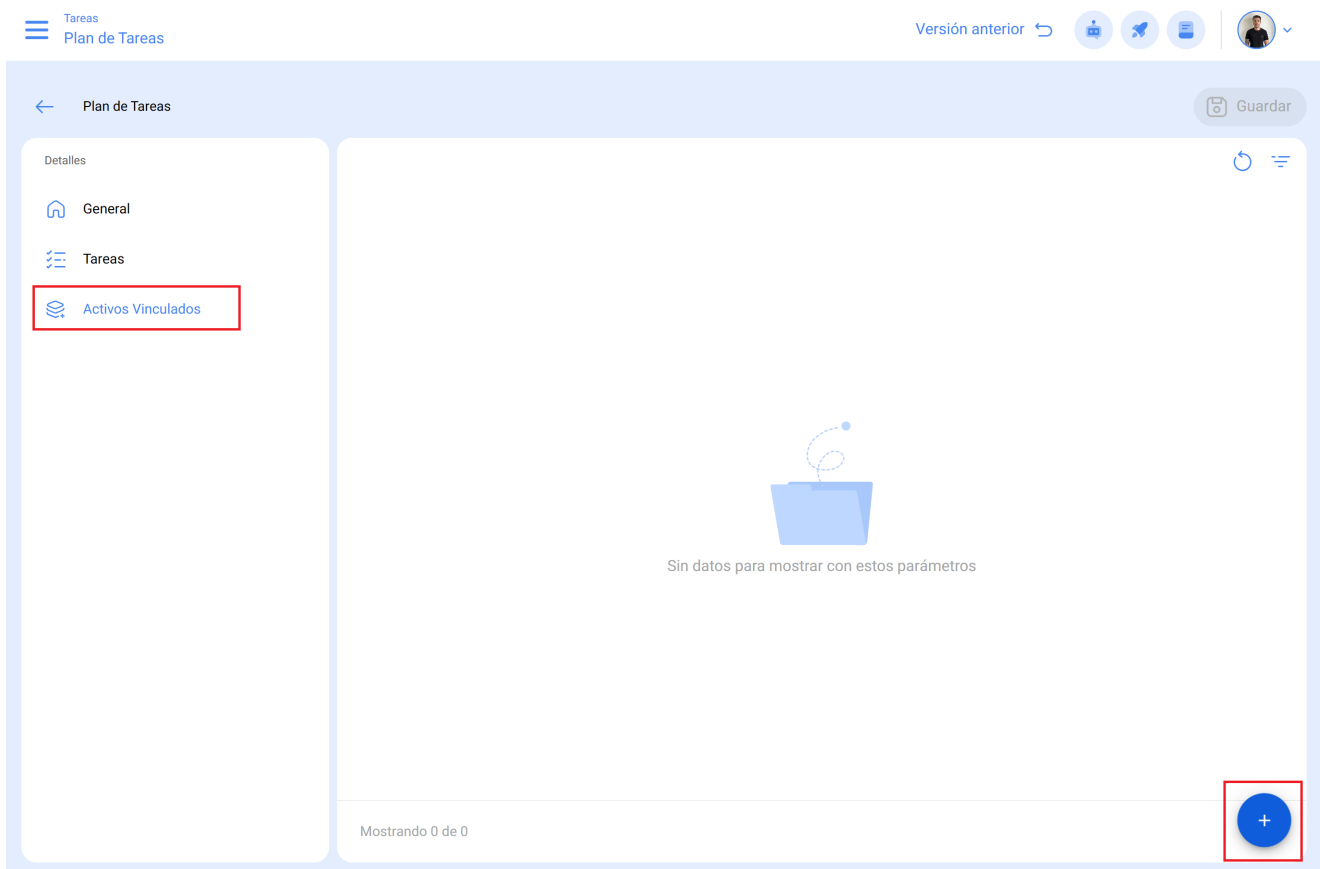 Tareas
Plan de Tareas
Versión anterior
Plan de Tareas
Guardar
Detalles
General
Tareas
Activos Vinculados
Sin datos para mostrar con estos parámetros
Mostrando 0 de 0